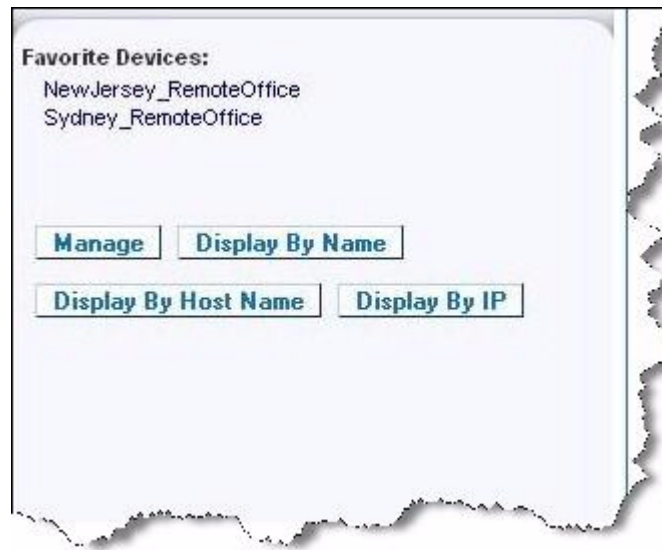 Favorite Devices:
NewJersey_RemoteOffice
Sydney_RemoteOffice
Manage Display By Name
Display By Host Name Display By IP